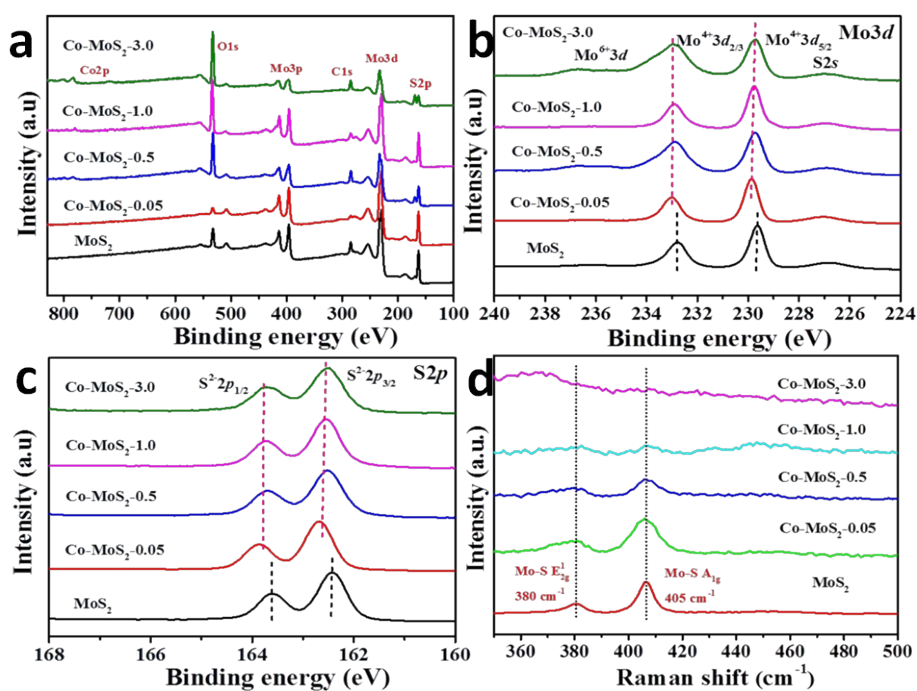 a
Co-MoS₂-3.0
O1s
Co2p
Mo3p
C1s
Mo3d
S2p
Co-MoS₂-1.0
Co-MoS₂-0.5
Co-MoS₂-0.05
MoS₂
Intensity (a.u)
800 700 600 500 400 300 200 100
Binding energy (eV)
b
Co-MoS₂-3.0
Mo⁶⁺3d
Mo⁴⁺3d₂/₃
Mo⁴⁺3d₅/₂
Mo3d
S2s
Co-MoS₂-1.0
Co-MoS₂-0.5
Co-MoS₂-0.05
MoS₂
Intensity (a.u)
240 238 236 234 232 230 228 226 224
Binding energy (eV)
c
S2p
Co-MoS₂-3.0
S²⁻2p₁/₂
S²⁻2p₃/₂
Co-MoS₂-1.0
Co-MoS₂-0.5
Co-MoS₂-0.05
MoS₂
Intensity (a.u)
168 166 164 162 160
Binding energy (eV)
d
Co-MoS₂-3.0
Co-MoS₂-1.0
Co-MoS₂-0.5
Co-MoS₂-0.05
Mo-S E¹₂g
380 cm⁻¹
Mo-S A₁g
405 cm⁻¹
MoS₂
Intensity (a.u.)
360 380 400 420 440 460 480 500
Raman shift (cm⁻¹)